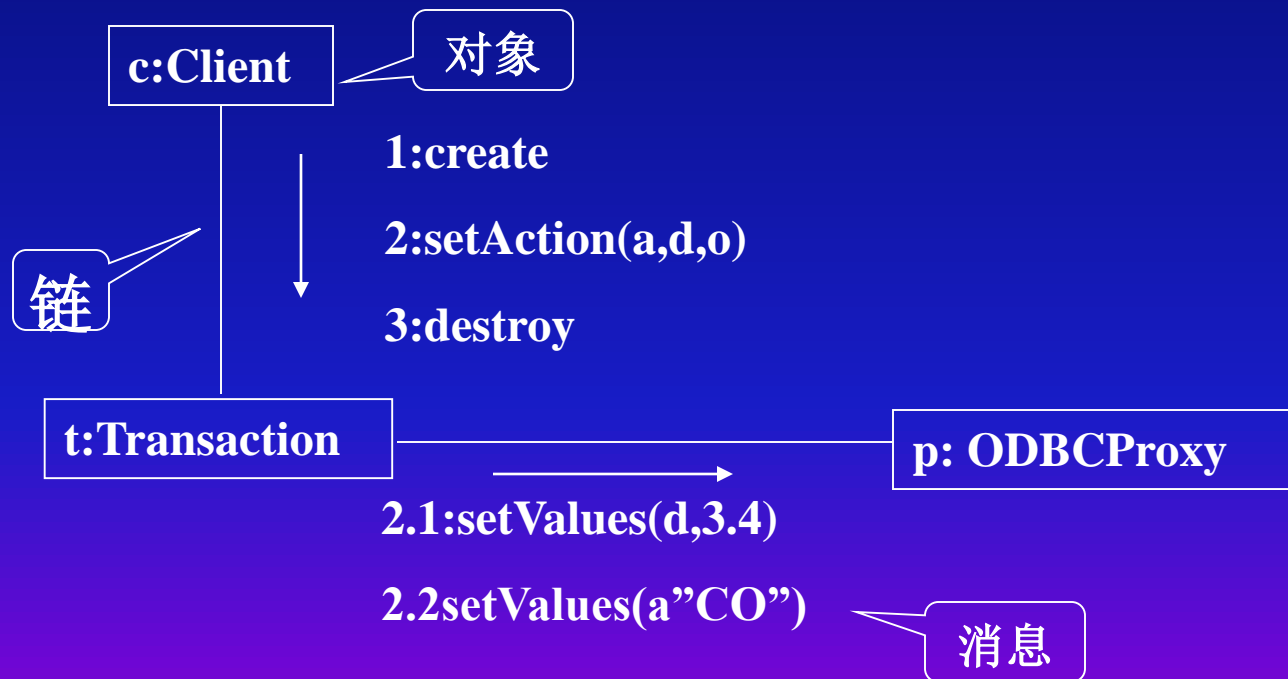 c:Client
对象
1:create
2:setAction(a,d,o)
链
3:destroy
t:Transaction
p: ODBCProxy
2.1:setValues(d,3.4)
2.2setValues(a”CO”)
消息